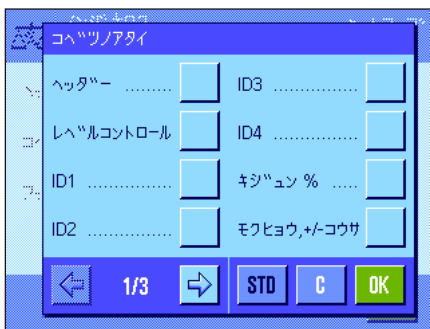 コベツノアタイ
ヘッダー ..........
レベルコントロール
ID1 ................
ID2 ................
ID3 ................
ID4 ................
キジュン % .....
モクヒョウ,+/-コウサ
1/3
STD
C
OK